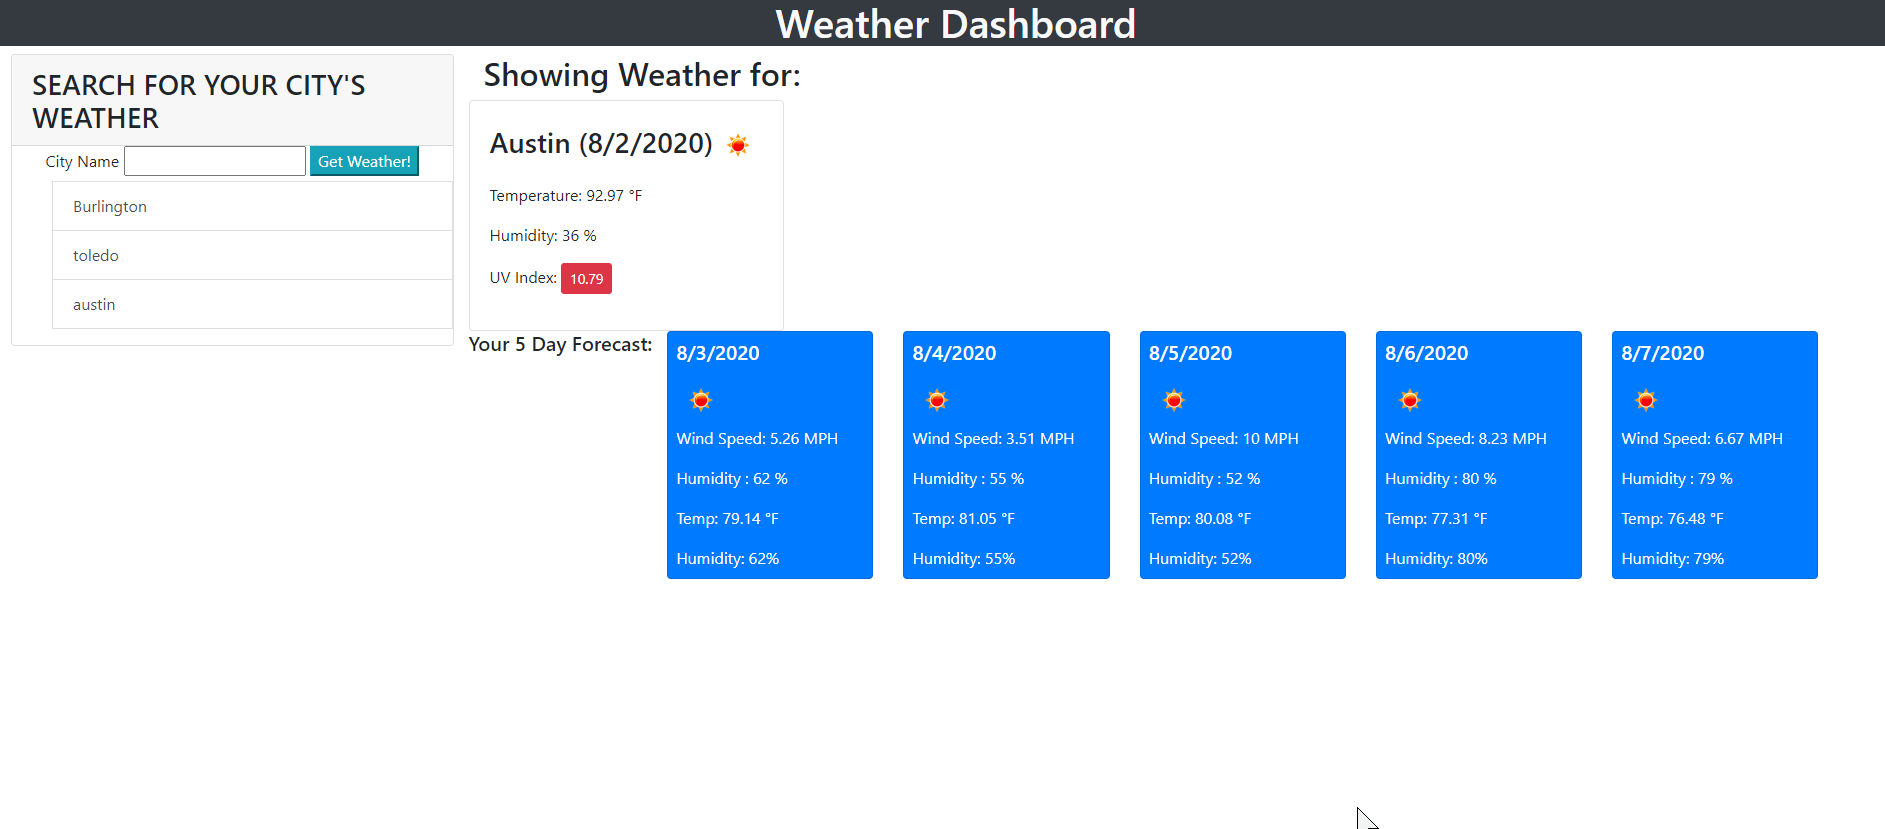 Weather Dashboard
SEARCH FOR YOUR CITY'S
WEATHER
City Name Get Weather!
Burlington
toledo
austin
Showing Weather for:
Austin (8/2/2020)
Temperature: 92.97 °F
Humidity: 36 %
UV Index: 10.79
Your 5 Day Forecast:
8/3/2020
Wind Speed: 5.26 MPH
Humidity : 62 %
Temp: 79.14 °F
Humidity: 62%
8/4/2020
Wind Speed: 3.51 MPH
Humidity : 55 %
Temp: 81.05 °F
Humidity: 55%
8/5/2020
Wind Speed: 10 MPH
Humidity : 52 %
Temp: 80.08 °F
Humidity: 52%
8/6/2020
Wind Speed: 8.23 MPH
Humidity : 80 %
Temp: 77.31 °F
Humidity: 80%
8/7/2020
Wind Speed: 6.67 MPH
Humidity : 79 %
Temp: 76.48 °F
Humidity: 79%